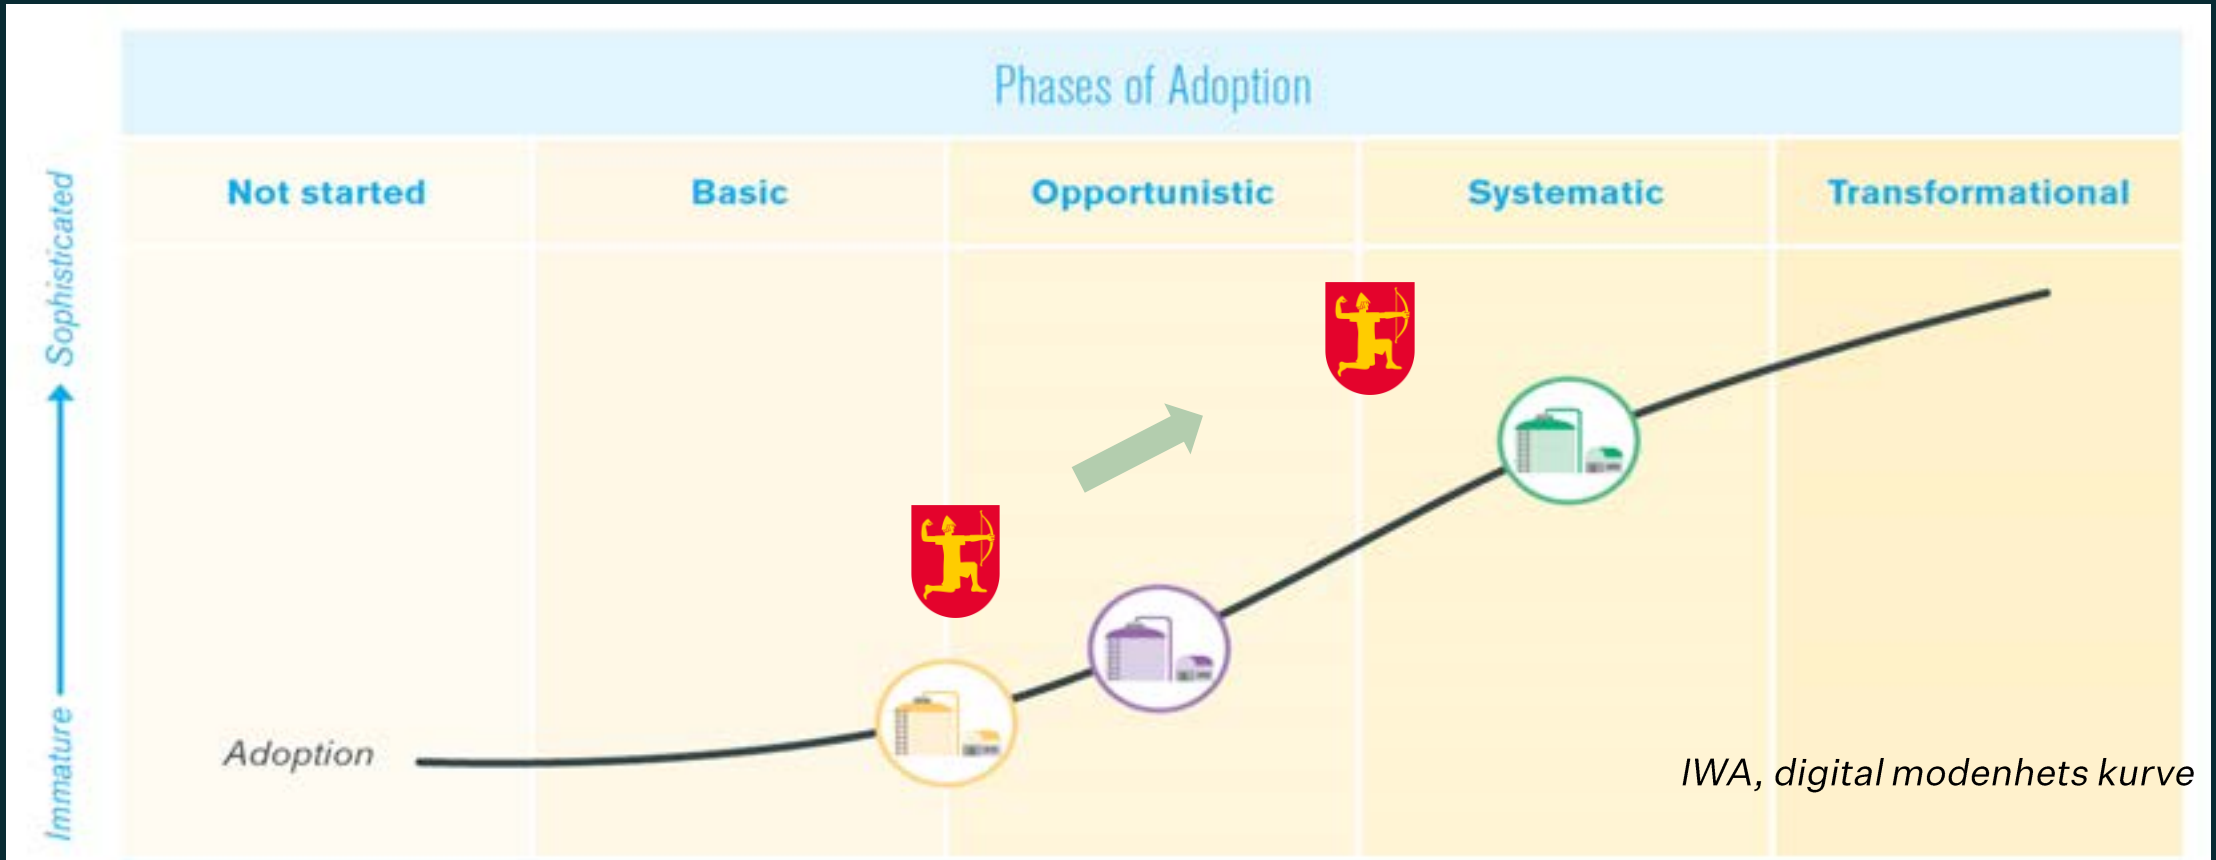 Phases of Adoption
Not started
Basic
Opportunistic
Systematic
Transformational
Sophisticated
Immature
Adoption
IWA, digital modenhets kurve